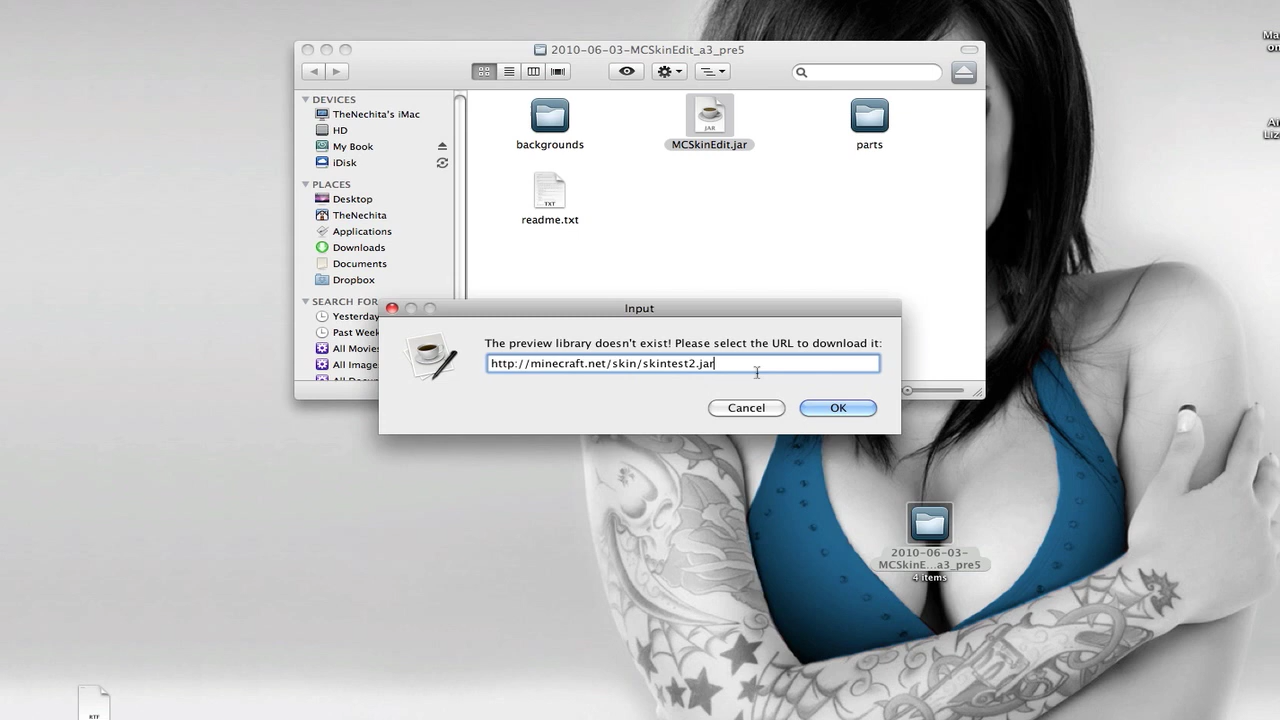 2010-06-03-MCSkinEdit_a3_pre5
DEVICES
TheNechita's iMac
HD
My Book
iDisk
PLACES
Desktop
TheNechita
Applications
Downloads
Documents
Dropbox
SEARCH FOR
Yesterday
Past Week
All Movies
All Images
backgrounds
JAR
MCSkinEdit.jar
parts
TXT
readme.txt
Input
The preview library doesn't exist! Please select the URL to download it:
http://minecraft.net/skin/skintest2.jar
Cancel
OK
2010-06-03-
MCSkinE...a3_pre5
4 items
RTF